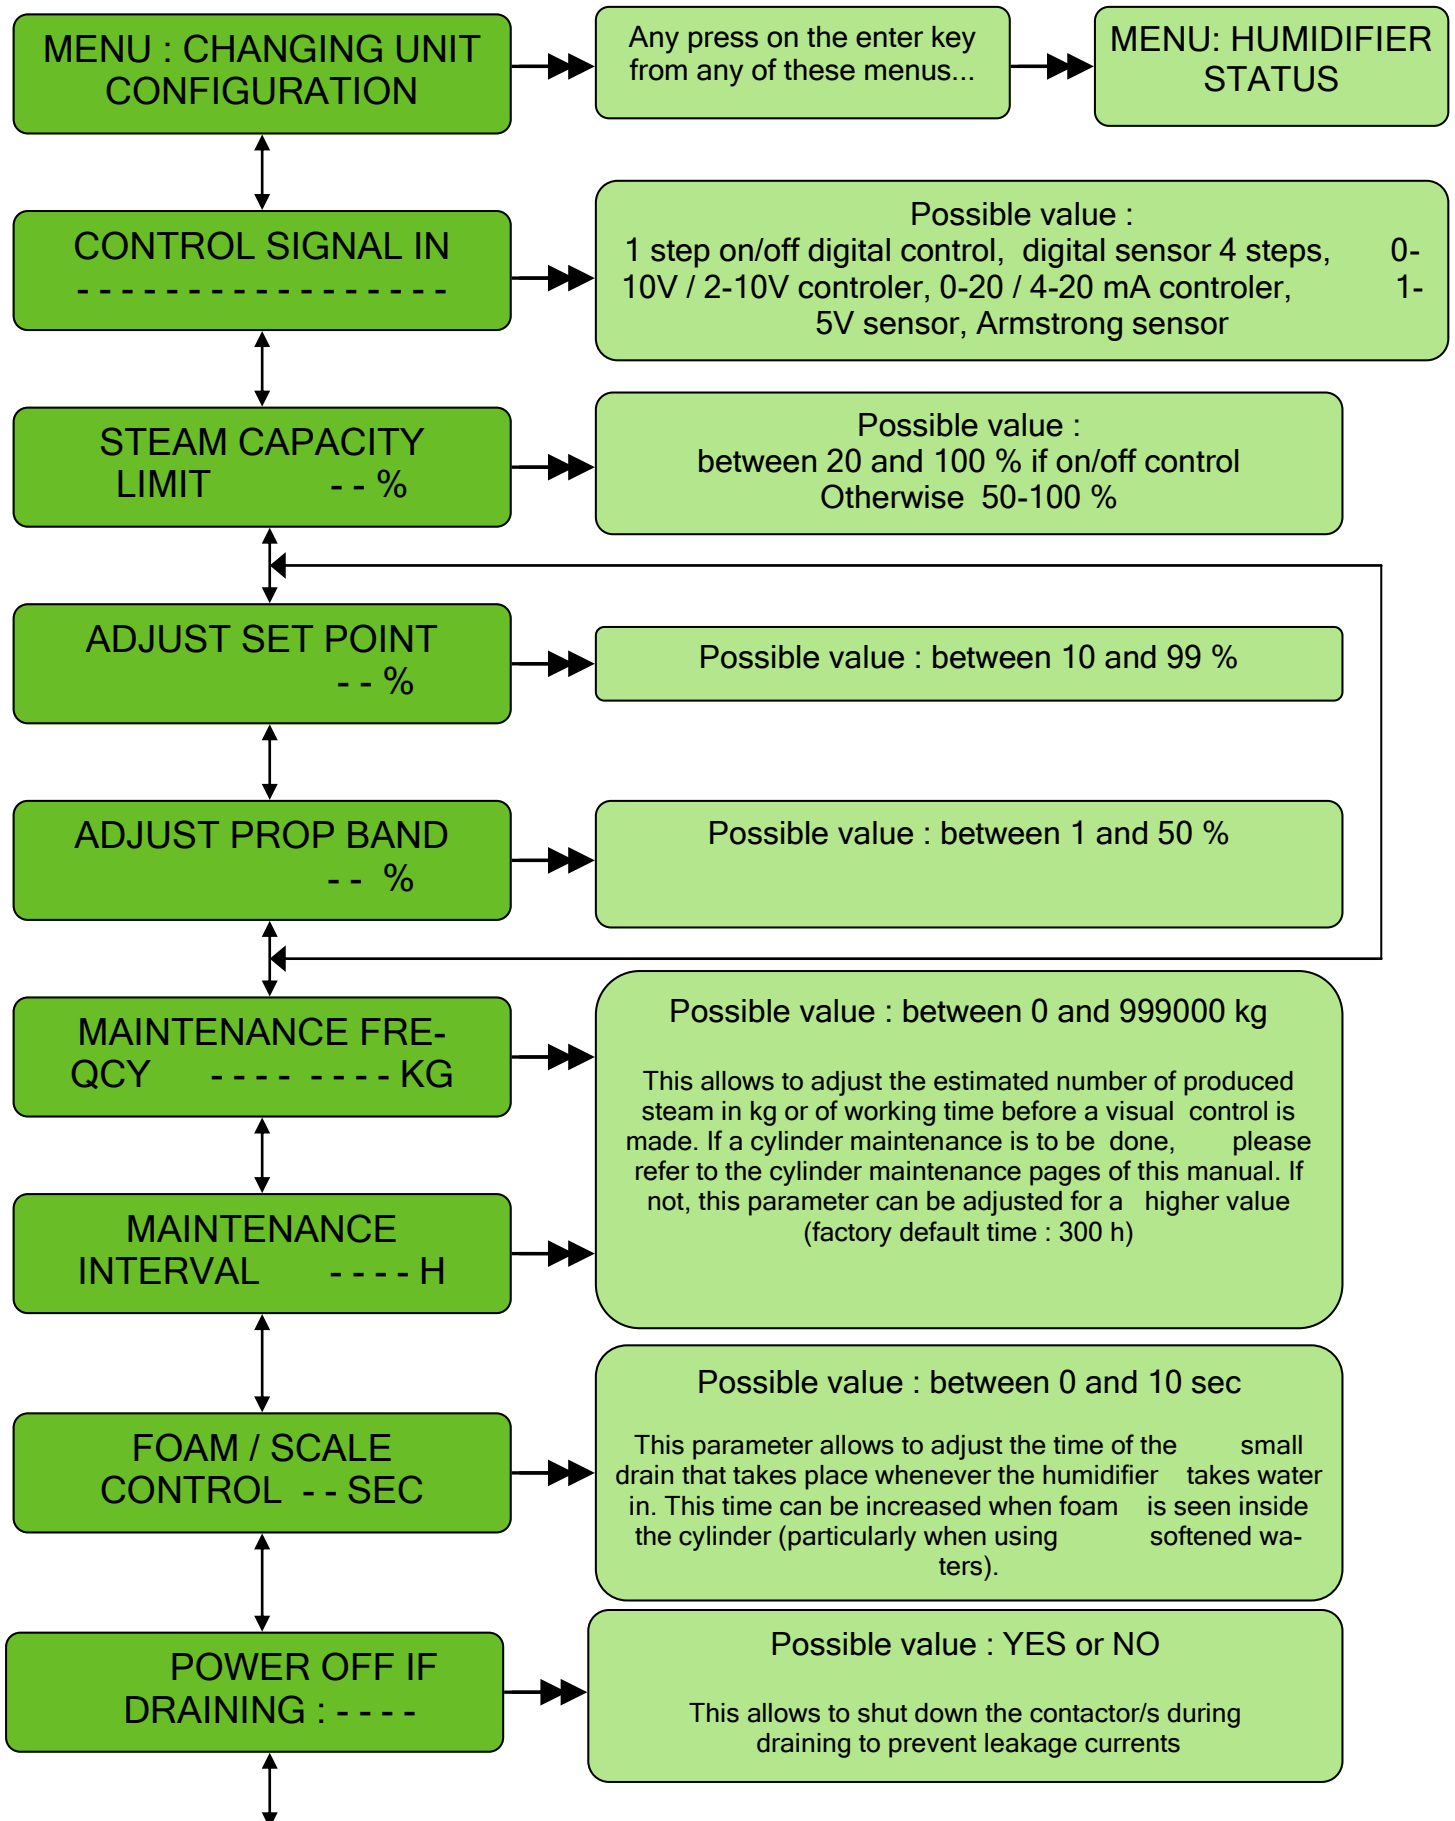 MENU : CHANGING UNIT
CONFIGURATION
Any press on the enter key
from any of these menus...
MENU: HUMIDIFIER
STATUS
CONTROL SIGNAL IN
- - - - - - - - - - - - - - - - -
Possible value :
1 step on/off digital control, digital sensor 4 steps, 0-
10V / 2-10V controler, 0-20 / 4-20 mA controler, 1-
5V sensor, Armstrong sensor
STEAM CAPACITY
LIMIT - - %
Possible value :
between 20 and 100 % if on/off control
Otherwise 50-100 %
ADJUST SET POINT
- - %
Possible value : between 10 and 99 %
ADJUST PROP BAND
- - %
Possible value : between 1 and 50 %
MAINTENANCE FRE-
QCY - - - - - - - - KG
Possible value : between 0 and 999000 kg
This allows to adjust the estimated number of produced
steam in kg or of working time before a visual control is
made. If a cylinder maintenance is to be done, please
refer to the cylinder maintenance pages of this manual. If
not, this parameter can be adjusted for a higher value
(factory default time : 300 h)
MAINTENANCE
INTERVAL - - - - H
FOAM / SCALE
CONTROL - - SEC
Possible value : between 0 and 10 sec
This parameter allows to adjust the time of the small
drain that takes place whenever the humidifier takes water
in. This time can be increased when foam is seen inside
the cylinder (particularly when using softened wa-
ters).
POWER OFF IF
DRAINING : - - - -
Possible value : YES or NO
This allows to shut down the contactor/s during
draining to prevent leakage currents